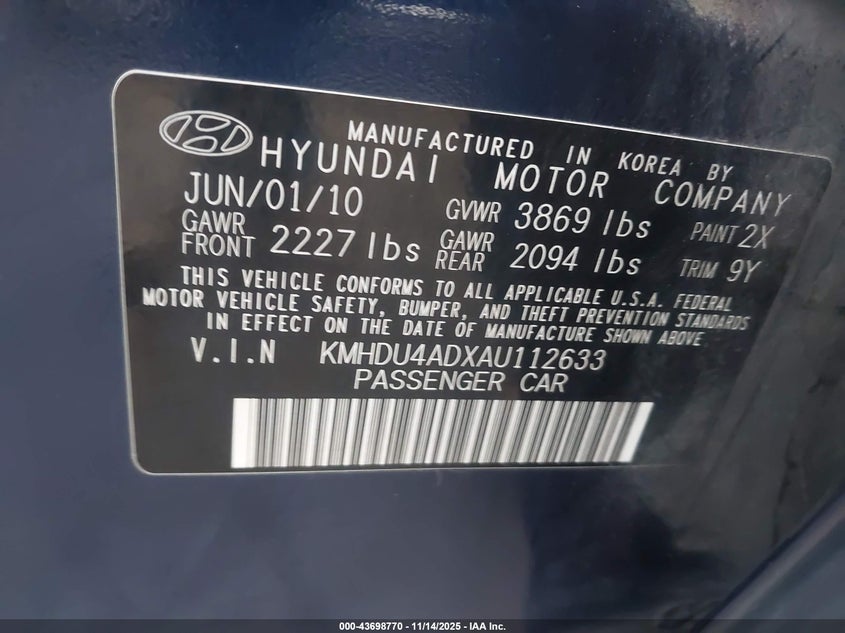 MANUFACTURED IN KOREA BY
HYUNDAI MOTOR COMPANY
JUN/01/10 GVWR 3869 lbs PAINT 2X
GAWR FRONT 2227 lbs GAWR REAR 2094 lbs TRIM 9Y
THIS VEHICLE CONFORMS TO ALL APPLICABLE U.S.A. FEDERAL
MOTOR VEHICLE SAFETY, BUMPER, AND THEFT PREVENTION STANDARDS
IN EFFECT ON THE DATE OF MANUFACTURE SHOWN ABOVE
V.I.N KMHDU4ADXAU112633
PASSENGER CAR
000-43698770 - 11/14/2025 - IAA Inc.